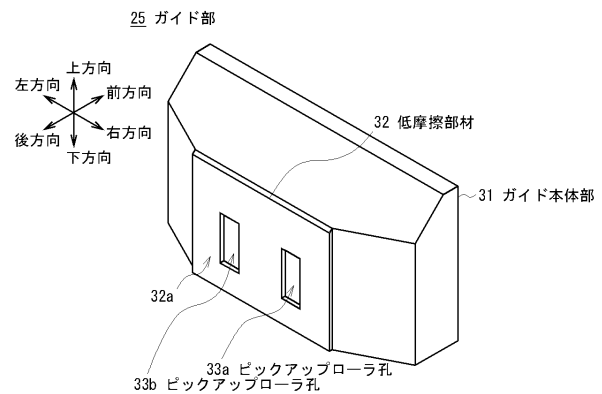 25 ガイド部
上方向
左方向
前方向
後方向
右方向
下方向
32 低摩擦部材
31 ガイド本体部
32a
33a ピックアップローラ孔
33b ピックアップローラ孔